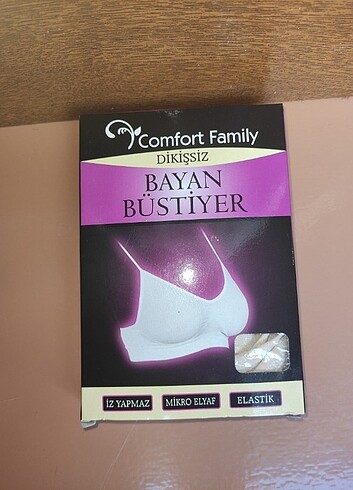 Comfort Family
DİKİŞSİZ
BAYAN
BÜSTİYER
İZ YAPMAZ MİKRO ELYAF ELASTİK